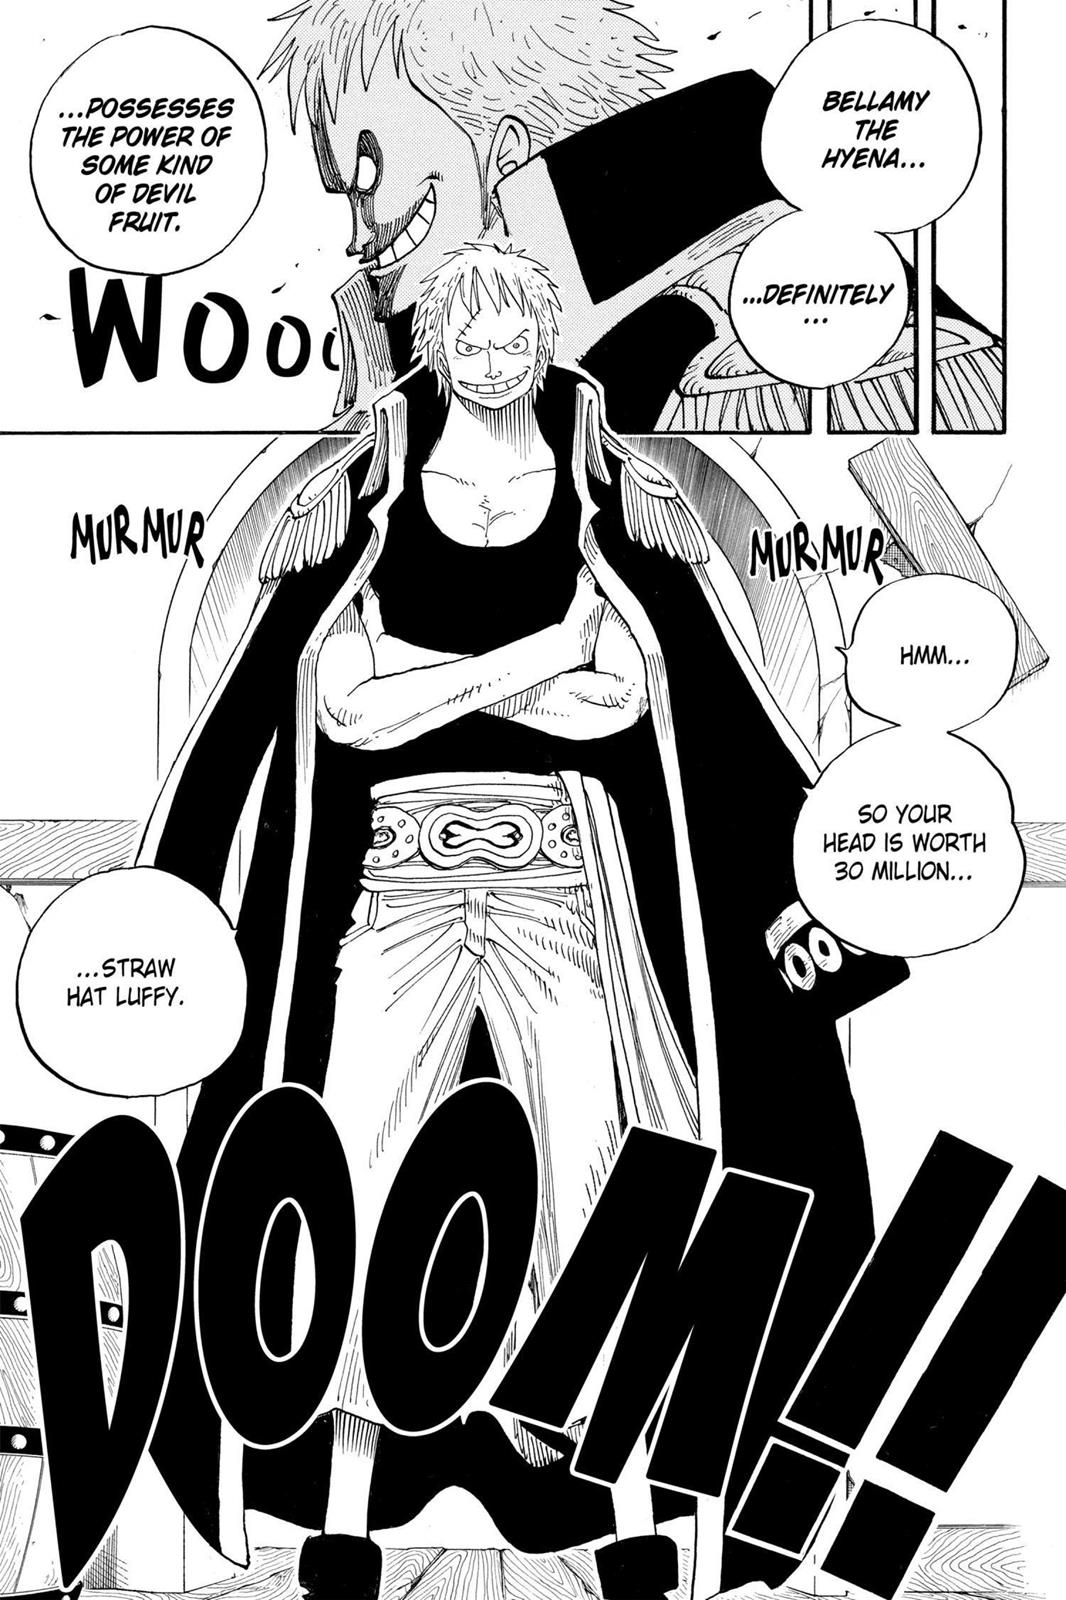 BELLAMY
THE
HYENA...
...DEFINITELY
...
...POSSESSES
THE POWER OF
SOME KIND
OF DEVIL
FRUIT.
WOOO
MURMUR
MURMUR
HMM...
SO YOUR
HEAD IS WORTH
30 MILLION...
...STRAW
HAT LUFFY.
DOOM!!